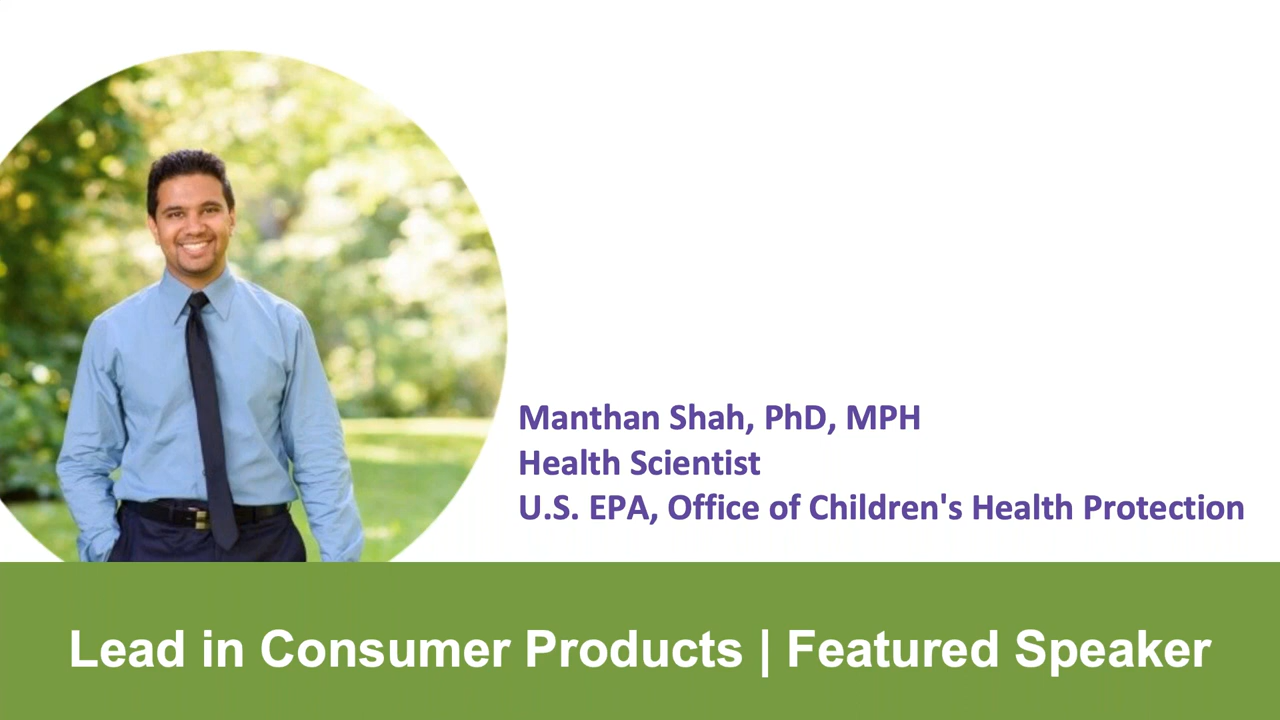 Manthan Shah, PhD, MPH
Health Scientist
U.S. EPA, Office of Children's Health Protection
Lead in Consumer Products | Featured Speaker